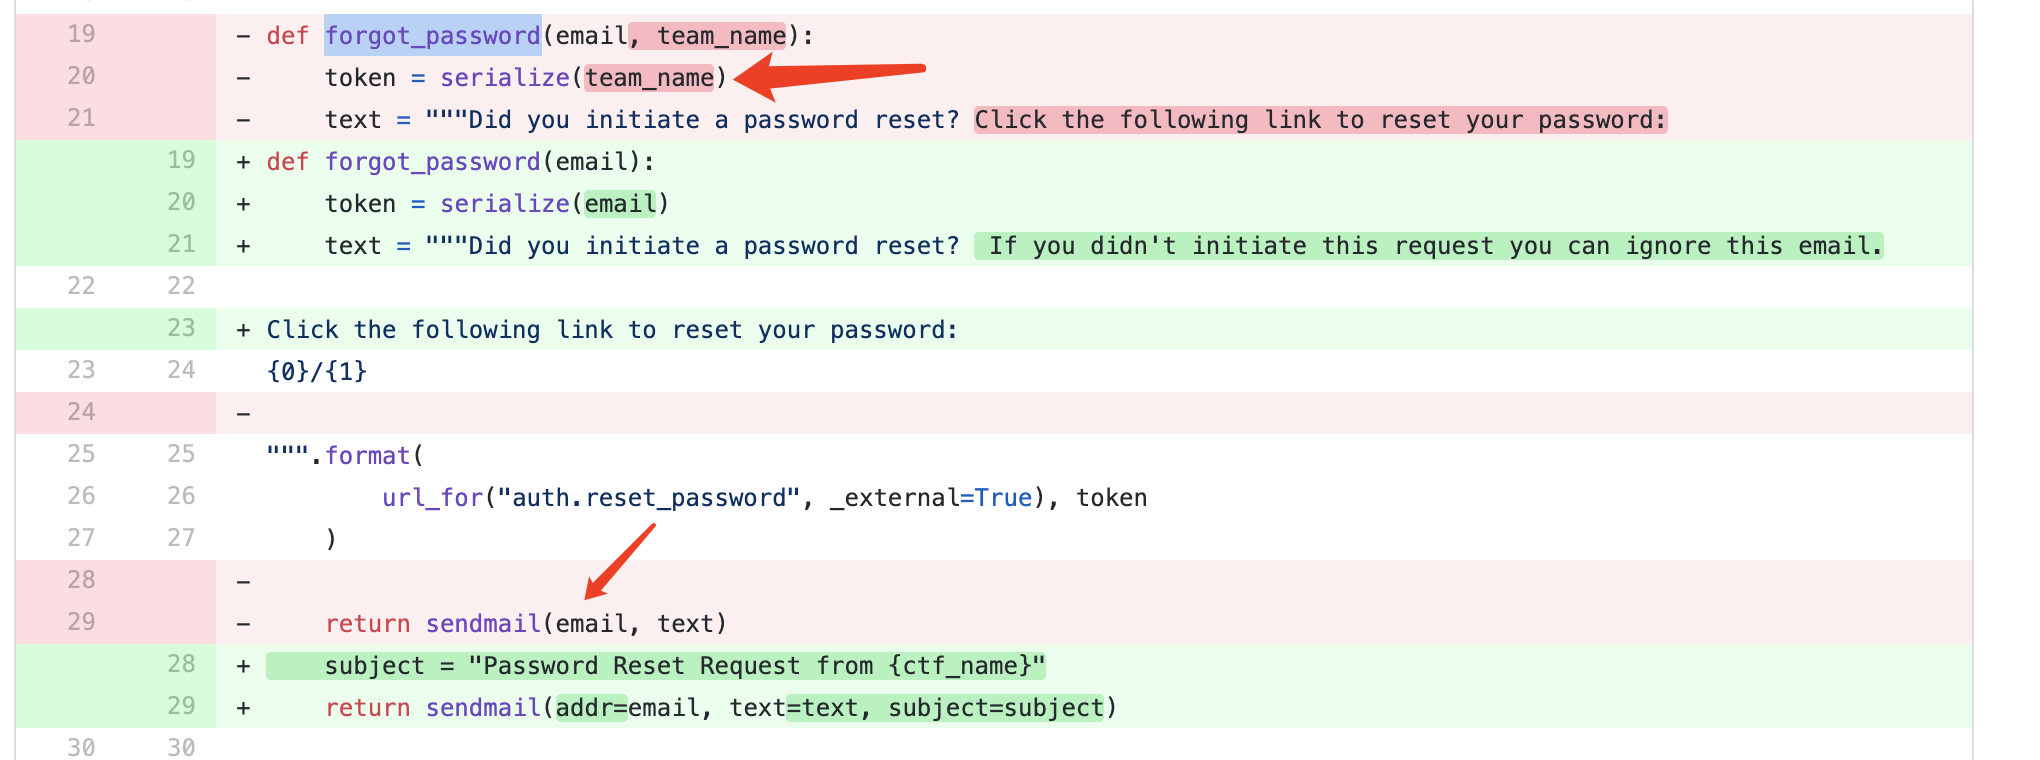 19 - def forgot_password(email, team_name):
20 -     token = serialize(team_name)
21 -     text = """Did you initiate a password reset? Click the following link to reset your password:
19 + def forgot_password(email):
20 +     token = serialize(email)
21 +     text = """Did you initiate a password reset?  If you didn't initiate this request you can ignore this email.
22 22
23 + Click the following link to reset your password:
23 24 {0}/{1}
24 -
25 25 """.format(
26 26         url_for("auth.reset_password", _external=True), token
27 27     )
28 -
29 -     return sendmail(email, text)
28 +     subject = "Password Reset Request from {ctf_name}"
29 +     return sendmail(addr=email, text=text, subject=subject)
30 30